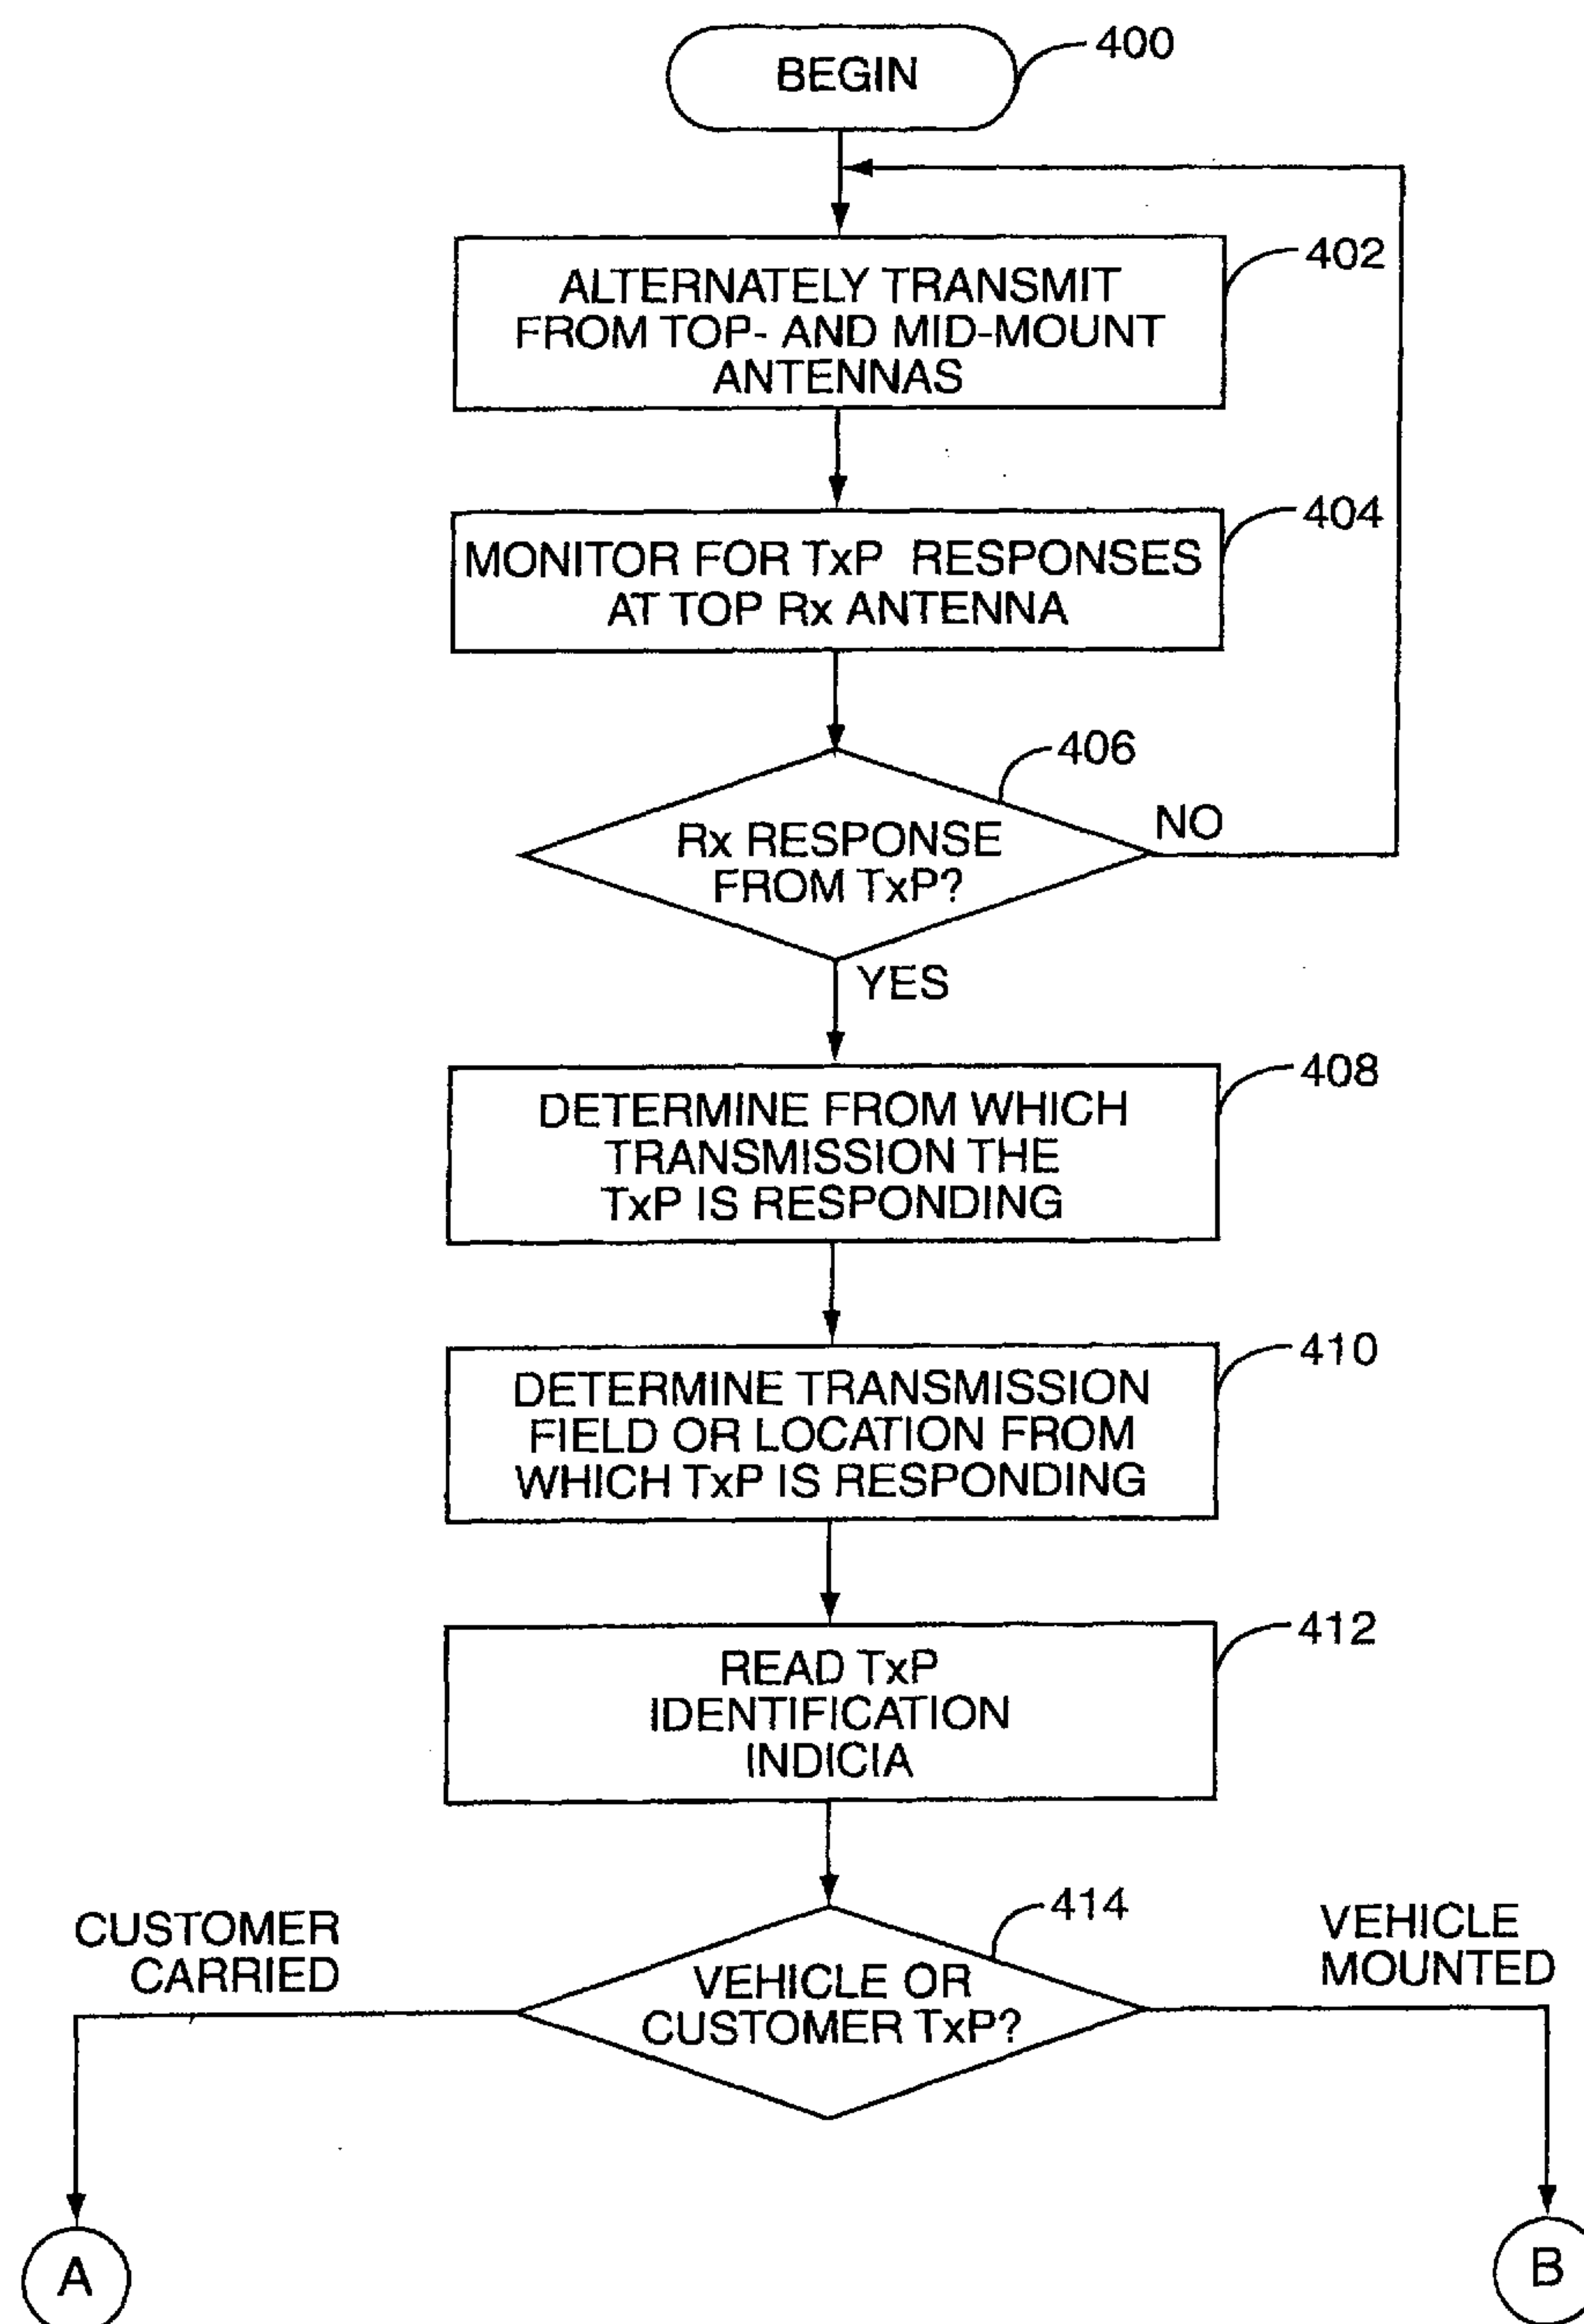 BEGIN
400
402
ALTERNATELY TRANSMIT
FROM TOP- AND MID-MOUNT
ANTENNAS
404
MONITOR FOR TxP RESPONSES
AT TOP Rx ANTENNA
406
NO
Rx RESPONSE
FROM TxP?
YES
408
DETERMINE FROM WHICH
TRANSMISSION THE
TxP IS RESPONDING
410
DETERMINE TRANSMISSION
FIELD OR LOCATION FROM
WHICH TxP IS RESPONDING
412
READ TxP
IDENTIFICATION
INDICIA
414
CUSTOMER
CARRIED
VEHICLE OR
CUSTOMER TxP?
VEHICLE
MOUNTED
A
B